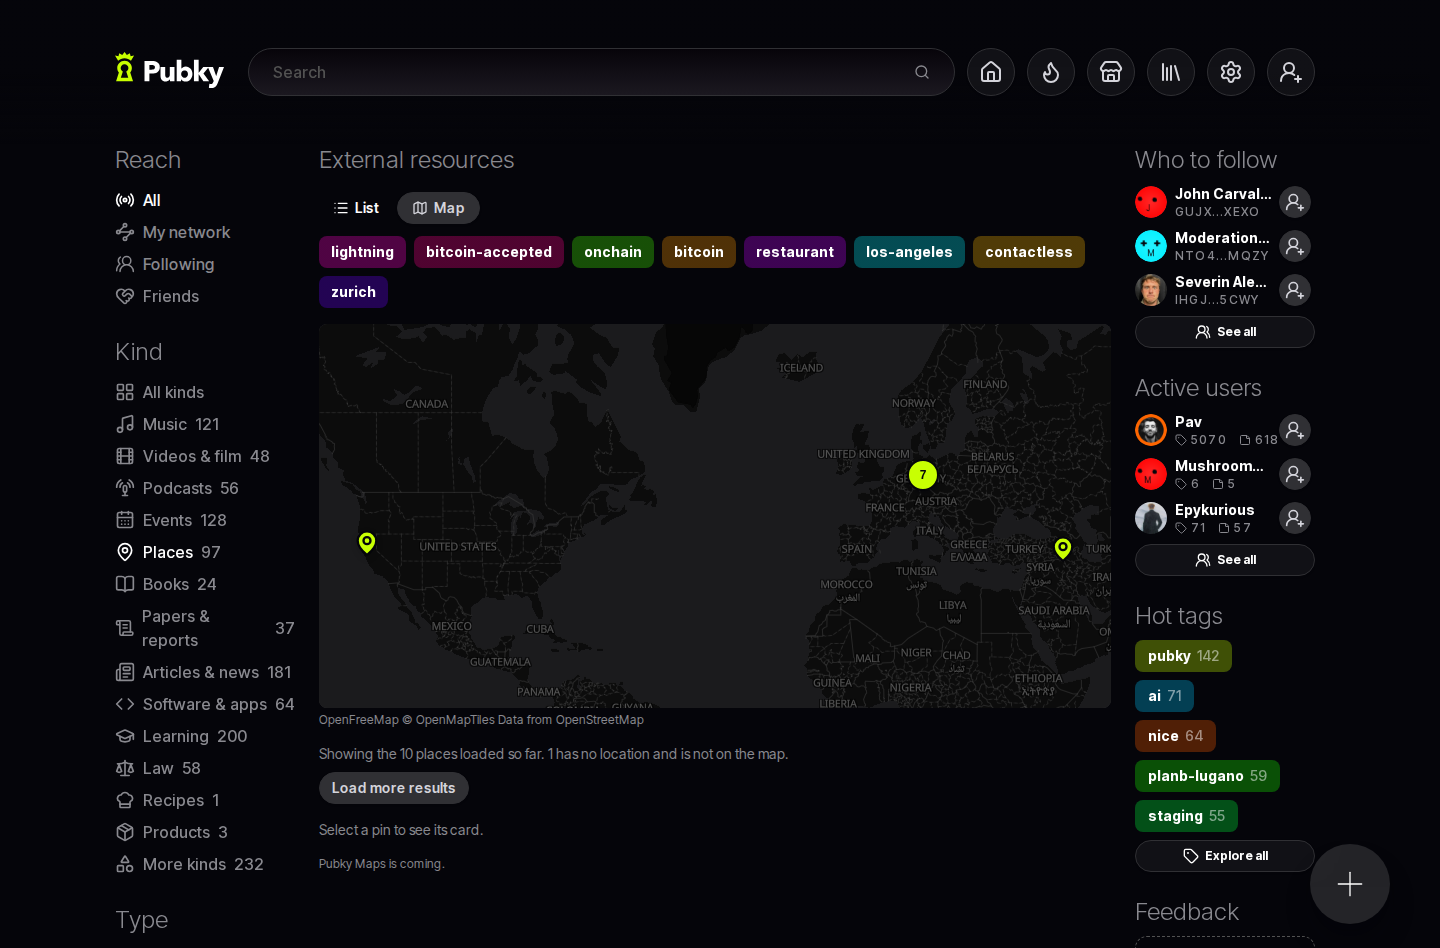 Pubky
Search
Reach
All
My network
Following
Friends
Kind
All kinds
Music 121
Videos & film 48
Podcasts 56
Events 128
Places 97
Books 24
Papers & reports 37
Articles & news 181
Software & apps 64
Learning 200
Law 58
Recipes 1
Products 3
More kinds 232
Type
External resources
List
Map
lightning
bitcoin-accepted
onchain
bitcoin
restaurant
los-angeles
contactless
zurich
ICELAND
CANADA
FINLAND
NORWAY
UNITED KINGDOM
BELARUS
БЕЛАРУСЬ
7
AUSTRIA
FRANCE
ITALY
UNITED STATES
SPAIN
GREECE
ΕΛΛΆΔΑ
TURKEY
SYRIA
سوريا
TUNISIA
تونس
MOROCCO
المغرب
LIBYA
ليبيا
SAUDI ARABIA
السعودية
MEXICO
CUBA
GUATEMALA
MALI
NIGER
CHAD
تشاد
PANAMA
GUINEA
NIGERIA
ETHIOPIA
LIBERIA
GUYANA
OpenFreeMap © OpenMapTiles Data from OpenStreetMap
Showing the 10 places loaded so far. 1 has no location and is not on the map.
Load more results
Select a pin to see its card.
Pubky Maps is coming.
Who to follow
John Carval...
GUJX...XEXO
Moderation...
NTO4...MQZY
Severin Ale...
IHGJ...5CWY
See all
Active users
Pav
5070 618
Mushroom...
6 5
Epykurious
71 57
See all
Hot tags
pubky 142
ai 71
nice 64
planb-lugano 59
staging 55
Explore all
Feedback